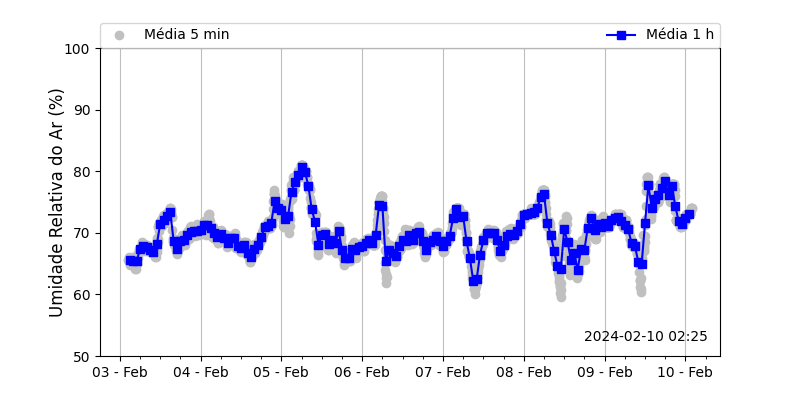 Média 5 min
Média 1 h
100
90
80
70
60
50
Umidade Relativa do Ar (%)
2024-02-10 02:25
03 - Feb
04 - Feb
05 - Feb
06 - Feb
07 - Feb
08 - Feb
09 - Feb
10 - Feb